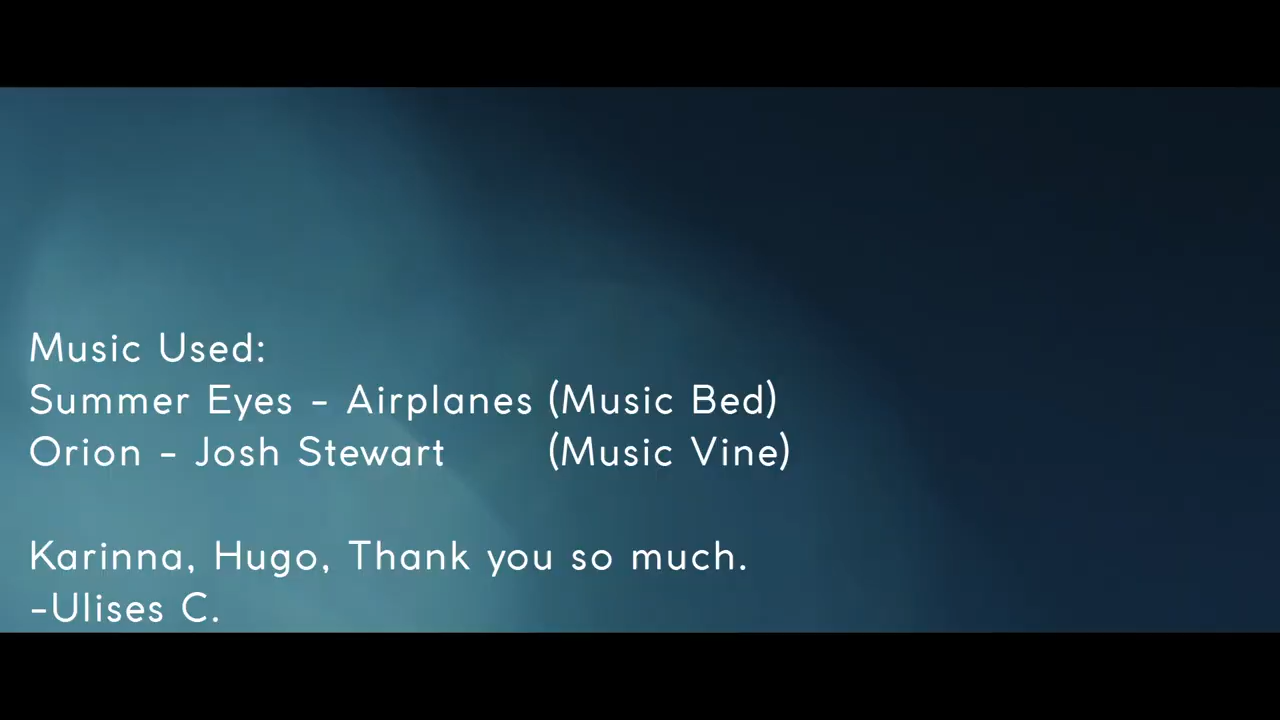 Music Used:
Summer Eyes - Airplanes (Music Bed)
Orion - Josh Stewart (Music Vine)
Karinna, Hugo, Thank you so much.
-Ulises C.